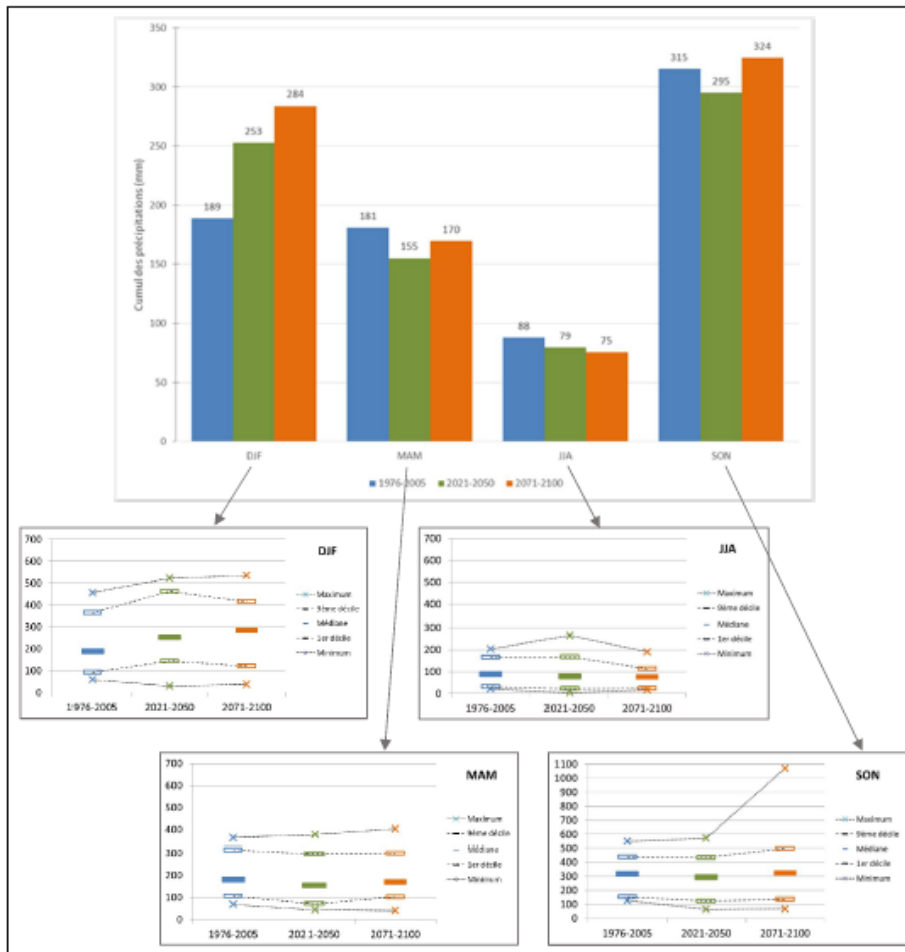 350
300
250
200
150
100
50
0
Cumul des précipitations (mm)
189
253
284
181
155
170
88
79
75
315
295
324
DJF
MAM
JJA
SON
1976-2005
2021-2050
2071-2100
DJF
700
600
500
400
300
200
100
0
Maximum
9ème décile
Médiane
1er décile
Minimum
1976-2005
2021-2050
2071-2100
JJA
700
600
500
400
300
200
100
0
Maximum
9ème décile
Médiane
1er décile
Minimum
1976-2005
2021-2050
2071-2100
MAM
700
600
500
400
300
200
100
0
Maximum
9ème décile
Médiane
1er décile
Minimum
1976-2005
2021-2050
2071-2100
SON
1100
1000
900
800
700
600
500
400
300
200
100
0
Maximum
9ème décile
Médiane
1er décile
Minimum
1976-2005
2021-2050
2071-2100